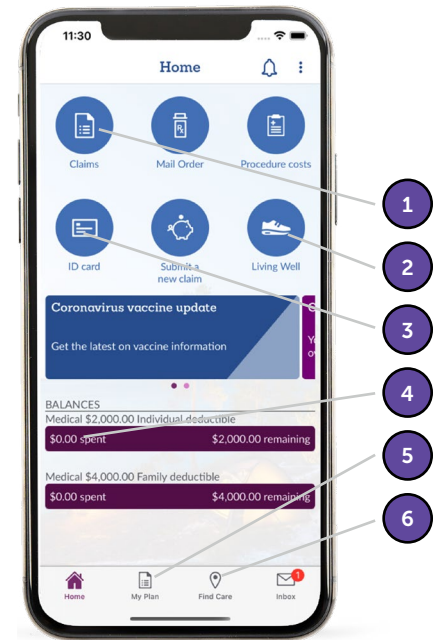 11:30
Home
Claims
Mail Order
Procedure costs
ID card
Submit a
new claim
Living Well
Coronavirus vaccine update
Get the latest on vaccine information
BALANCES
Medical $2,000.00 Individual deductible
$0.00 spent $2,000.00 remaining
Medical $4,000.00 Family deductible
$0.00 spent $4,000.00 remaining
Home
My Plan
Find Care
Inbox
1
1
2
3
4
5
6